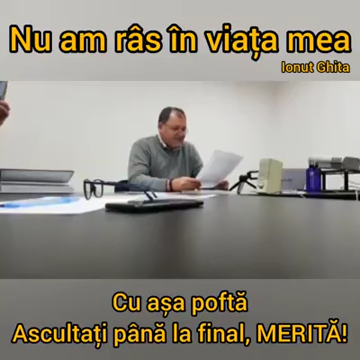 Nu am râs în viața mea
Ionut Ghita
Cu așa poftă
Ascultați până la final, MERITĂ!